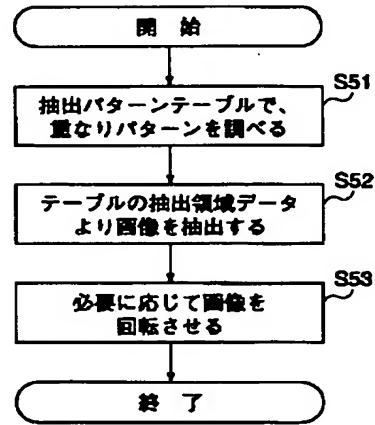 開 始
S51
抽出パターンテーブルで、
重なりパターンを調べる
S52
テーブルの抽出領域データ
より画像を抽出する
S53
必要に応じて画像を
回転させる
終 了